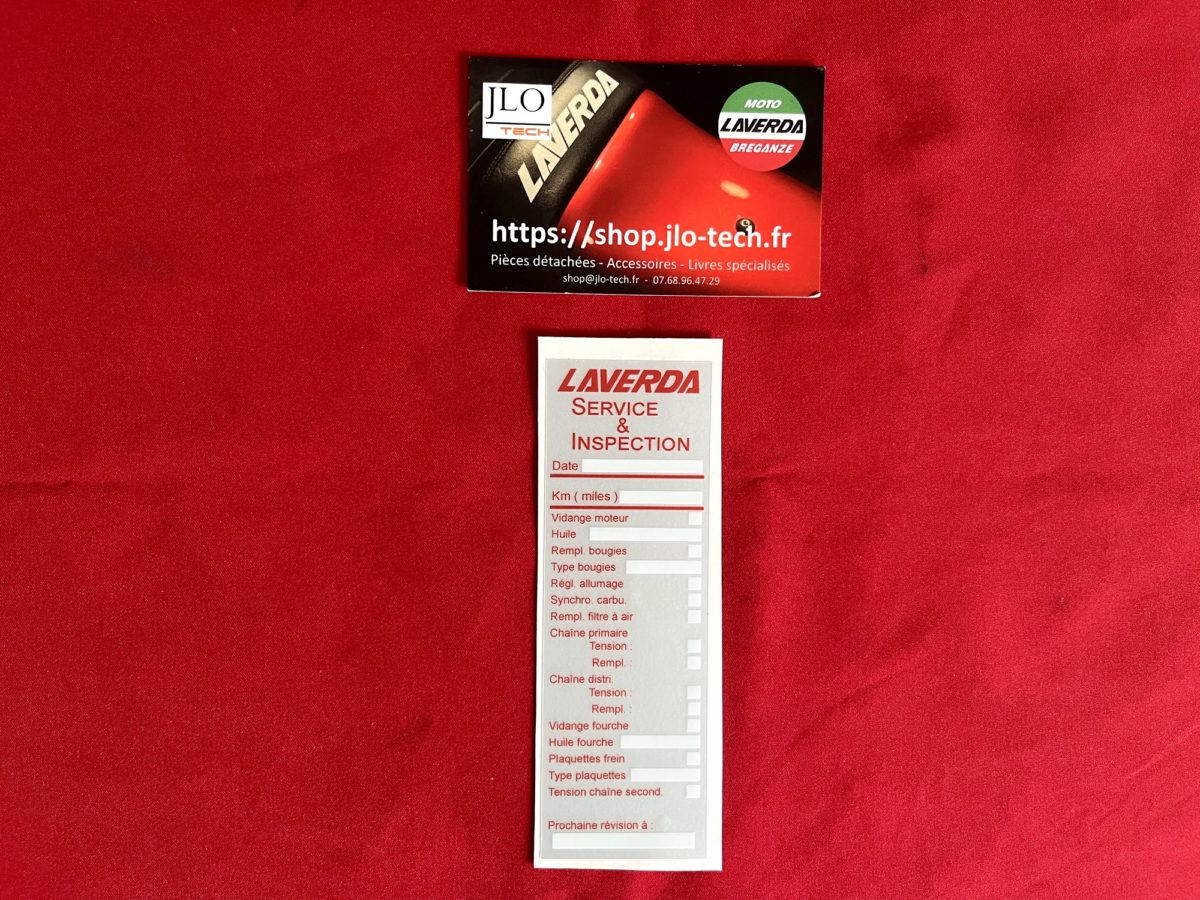 JLO
TECH
LAVERDA
MOTO
LAVERDA
BREGANZE
https://shop.jlo-tech.fr
Pièces détachées - Accessoires - Livres spécialisés
shop@jlo-tech.fr - 07.68.96.47.29
LAVERDA
SERVICE
&
INSPECTION
Date
Km ( miles )
Vidange moteur
Huile
Rempl. bougies
Type bougies
Régl. allumage
Synchro. carbu.
Rempl. filtre à air
Chaîne primaire
Tension :
Rempl. :
Chaîne distri.
Tension :
Rempl. :
Vidange fourche
Huile fourche
Plaquettes frein
Type plaquettes
Tension chaîne second.
Prochaine révision à :